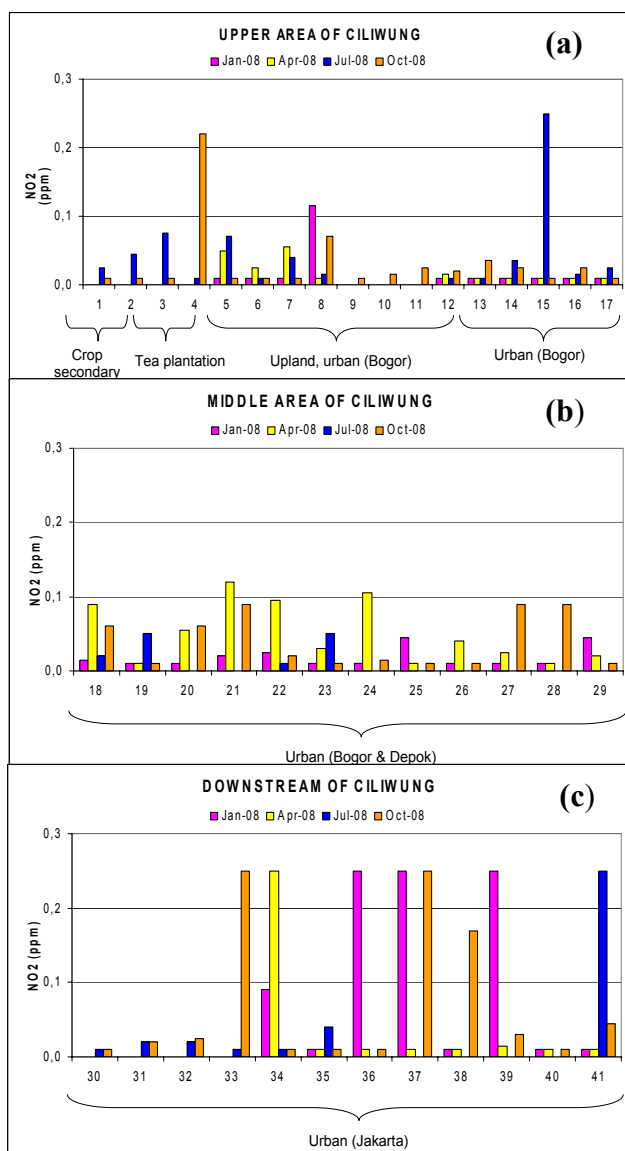 UPPER AREA OF CILIWUNG
(a)
Jan-08 Apr-08 Jul-08 Oct-08
0,3
0,2
0,1
0,0
NO2 (ppm)
1 2 3 4 5 6 7 8 9 10 11 12 13 14 15 16 17
Crop secondary
Tea plantation
Upland, urban (Bogor)
Urban (Bogor)
MIDDLE AREA OF CILIWUNG
(b)
Jan-08 Apr-08 Jul-08 Oct-08
0,3
0,2
0,1
0,0
NO2 (ppm)
18 19 20 21 22 23 24 25 26 27 28 29
Urban (Bogor & Depok)
DOWNSTREAM OF CILIWUNG
(c)
Jan-08 Apr-08 Jul-08 Oct-08
0,3
0,2
0,1
0,0
NO2 (ppm)
30 31 32 33 34 35 36 37 38 39 40 41
Urban (Jakarta)